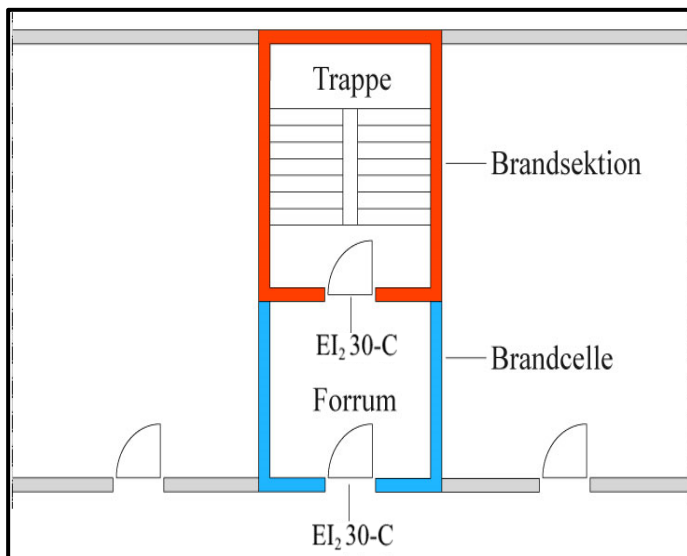 Trappe
Brandsektion
EI₂ 30-C
Brandcelle
Forrum
EI₂ 30-C